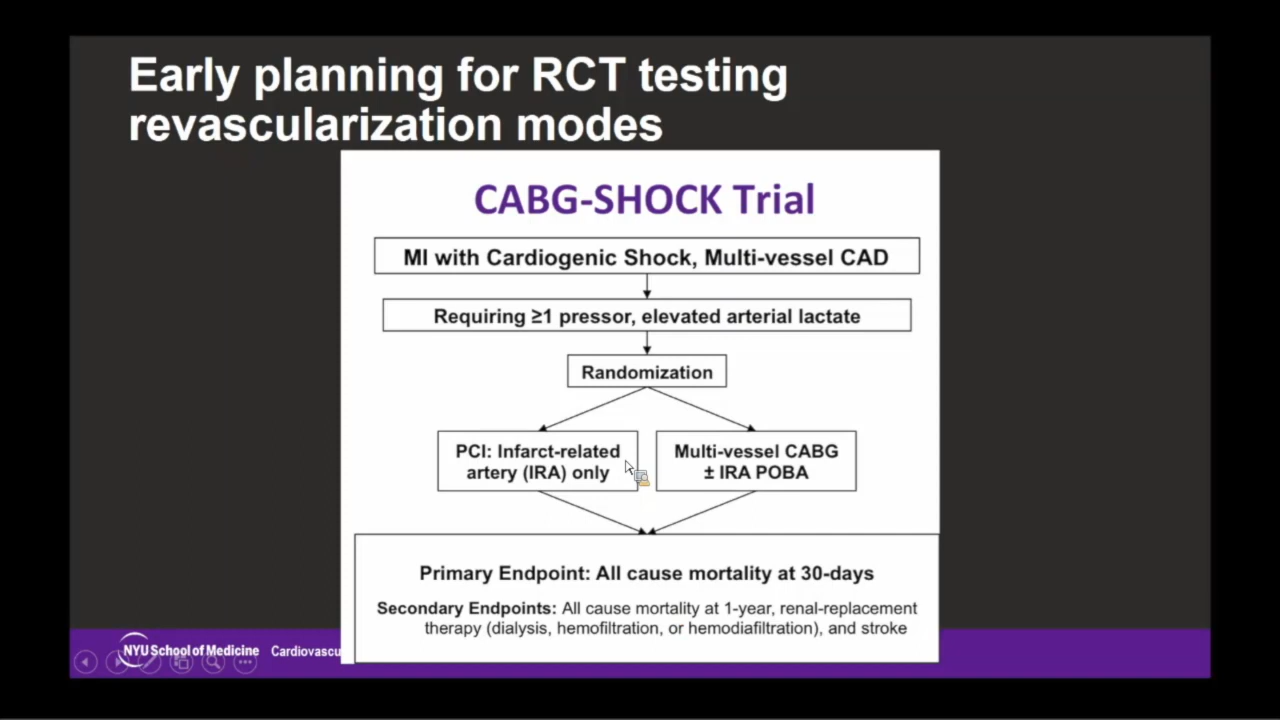 Early planning for RCT testing
revascularization modes
CABG-SHOCK Trial
MI with Cardiogenic Shock, Multi-vessel CAD
Requiring ≥1 pressor, elevated arterial lactate
Randomization
PCI: Infarct-related
artery (IRA) only
Multi-vessel CABG
± IRA POBA
Primary Endpoint: All cause mortality at 30-days
Secondary Endpoints: All cause mortality at 1-year, renal-replacement
therapy (dialysis, hemofiltration, or hemodiafiltration), and stroke
NYU School of Medicine Cardiovascu